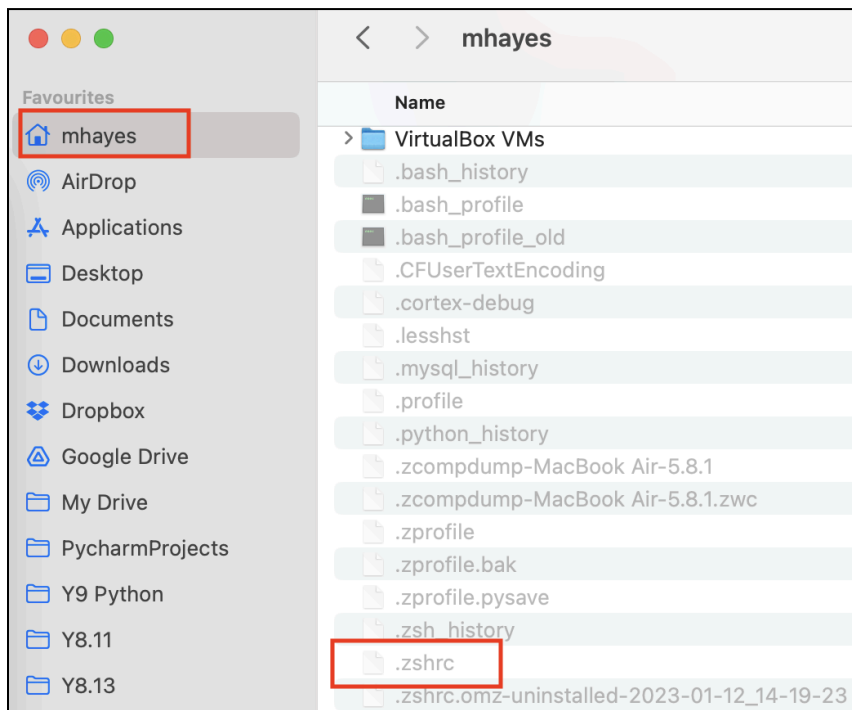 mhayes
Favourites
mhayes
AirDrop
Applications
Desktop
Documents
Downloads
Dropbox
Google Drive
My Drive
PycharmProjects
Y9 Python
Y8.11
Y8.13
Name
VirtualBox VMs
.bash_history
.bash_profile
.bash_profile_old
.CFUserTextEncoding
.cortex-debug
.lesshst
.mysql_history
.profile
.python_history
.zcompdump-MacBook Air-5.8.1
.zcompdump-MacBook Air-5.8.1.zwc
.zprofile
.zprofile.bak
.zprofile.pysave
.zsh_history
.zshrc
.zshrc.omz-uninstalled-2023-01-12_14-19-23